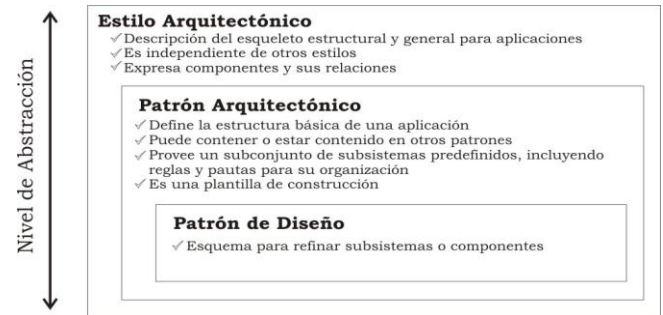 Nivel de Abstracción
Estilo Arquitectónico
✓Descripción del esqueleto estructural y general para aplicaciones
✓Es independiente de otros estilos
✓Expresa componentes y sus relaciones
Patrón Arquitectónico
✓Define la estructura básica de una aplicación
✓Puede contener o estar contenido en otros patrones
✓Provee un subconjunto de subsistemas predefinidos, incluyendo
reglas y pautas para su organización
✓Es una plantilla de construcción
Patrón de Diseño
✓Esquema para refinar subsistemas o componentes